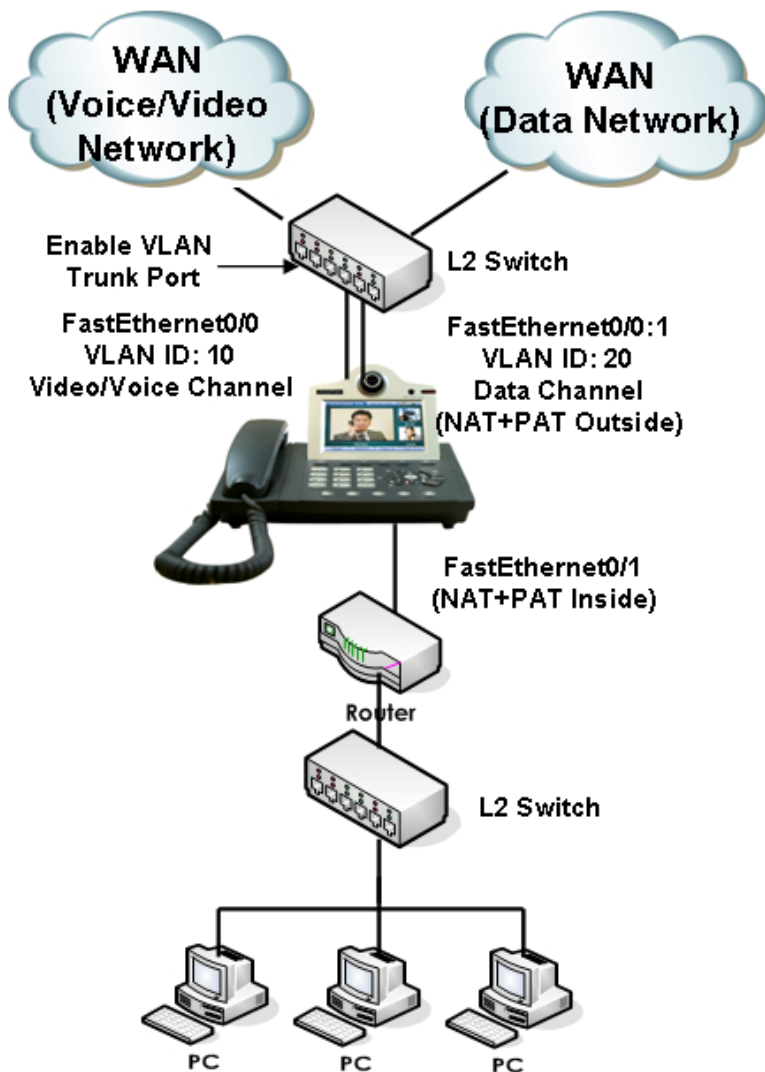 WAN
(Voice/Video
Network)
WAN
(Data Network)
Enable VLAN
Trunk Port
L2 Switch
FastEthernet0/0
VLAN ID: 10
Video/Voice Channel
FastEthernet0/0:1
VLAN ID: 20
Data Channel
(NAT+PAT Outside)
FastEthernet0/1
(NAT+PAT Inside)
Router
L2 Switch
PC
PC
PC